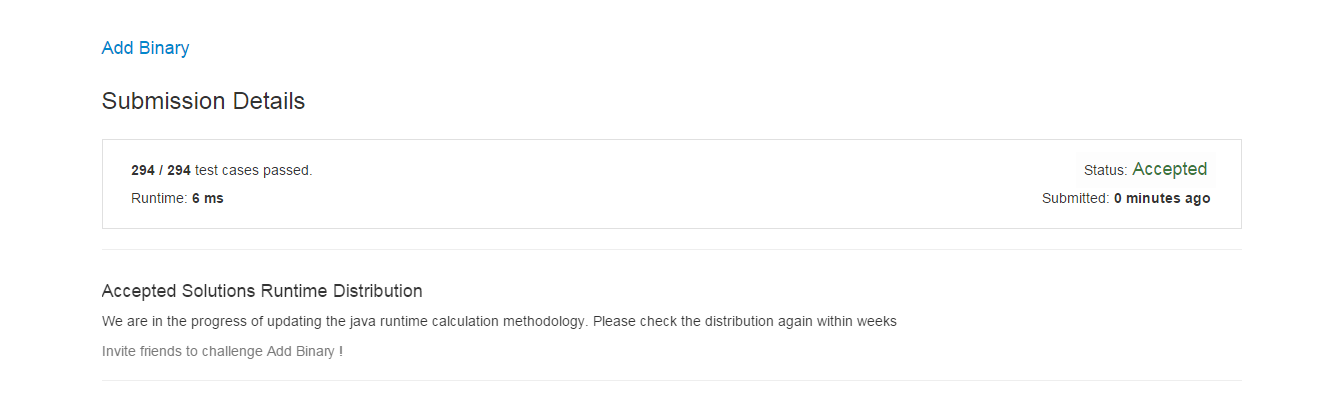 Add Binary
Submission Details
294 / 294 test cases passed.
Status: Accepted
Runtime: 6 ms
Submitted: 0 minutes ago
Accepted Solutions Runtime Distribution
We are in the progress of updating the java runtime calculation methodology. Please check the distribution again within weeks
Invite friends to challenge Add Binary !